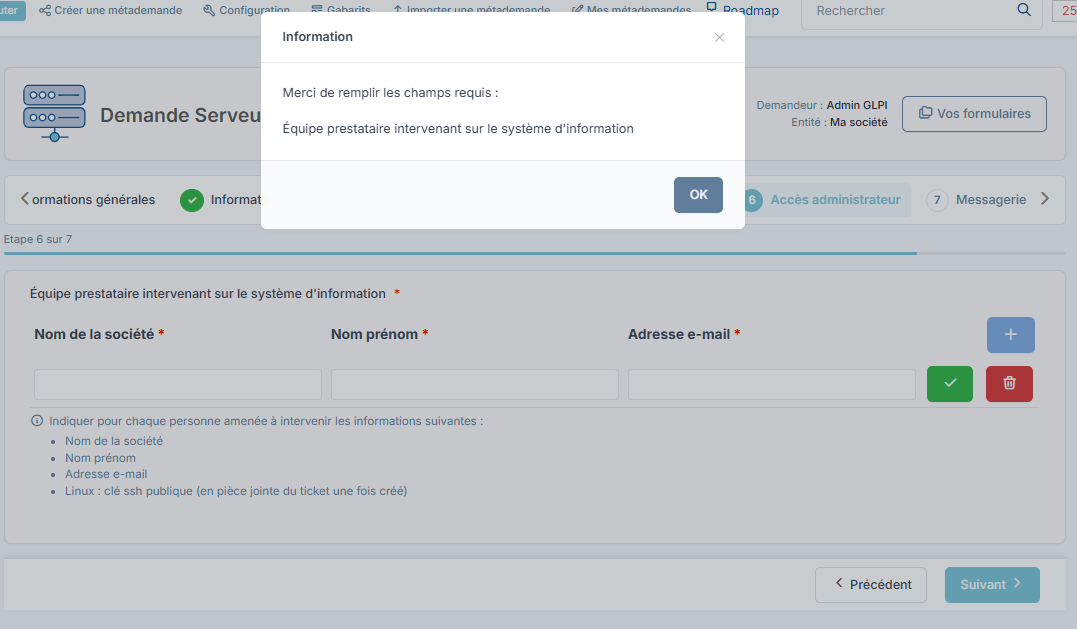 Créer une métademande
Configuration
Gabarits
Importer une métademande
Mes métademandes
Roadmap
Rechercher
25
Information
×
Merci de remplir les champs requis :
Équipe prestataire intervenant sur le système d'information
OK
Demande Serveu
Demandeur : Admin GLPI
Entité : Ma société
Vos formulaires
ormations générales
Informat
6 Accès administrateur
7 Messagerie
Etape 6 sur 7
Équipe prestataire intervenant sur le système d'information *
Nom de la société *
Nom prénom *
Adresse e-mail *
+
Indiquer pour chaque personne amenée à intervenir les informations suivantes :
• Nom de la société
• Nom prénom
• Adresse e-mail
• Linux : clé ssh publique (en pièce jointe du ticket une fois créé)
Précédent
Suivant